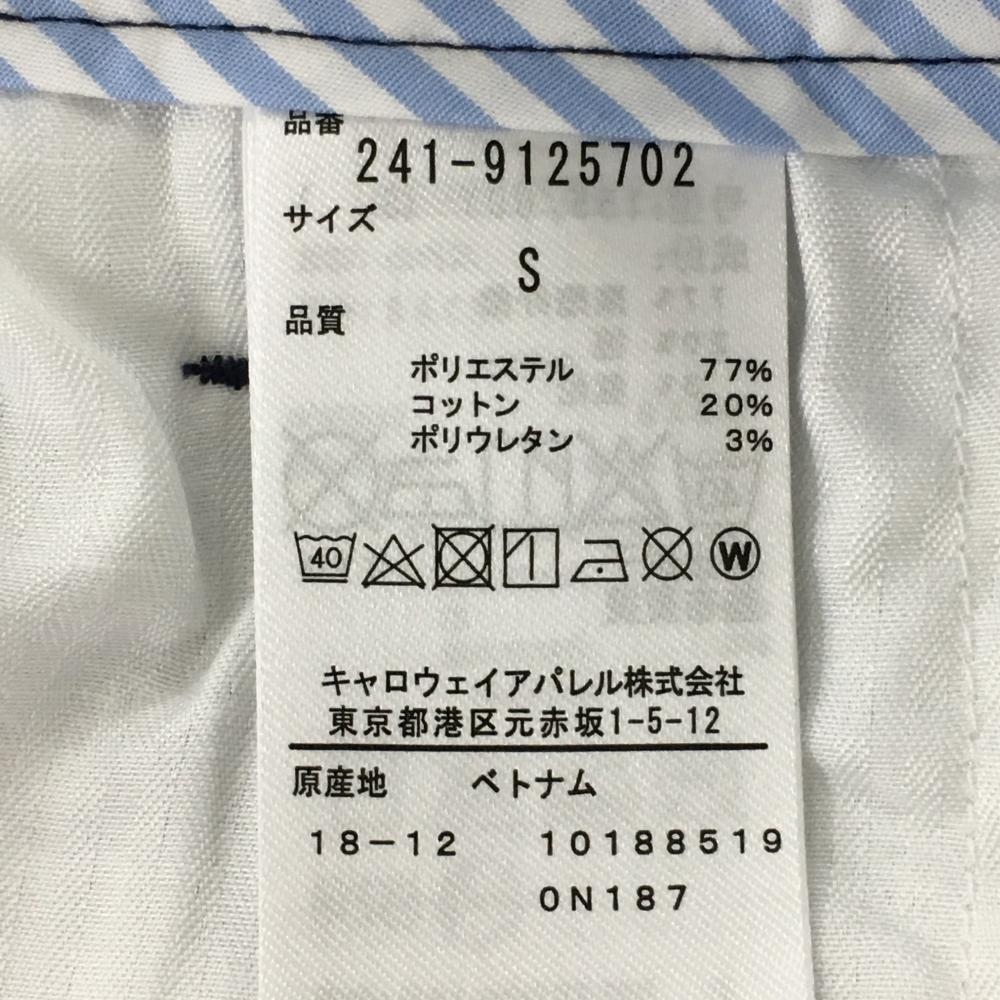 品番
241-9125702
サイズ
S
品質
ポリエステル 77%
コットン 20%
ポリウレタン 3%
40 W
キャロウェイアパレル株式会社
東京都港区元赤坂1-5-12
原産地 ベトナム
18-12 10188519
0N187